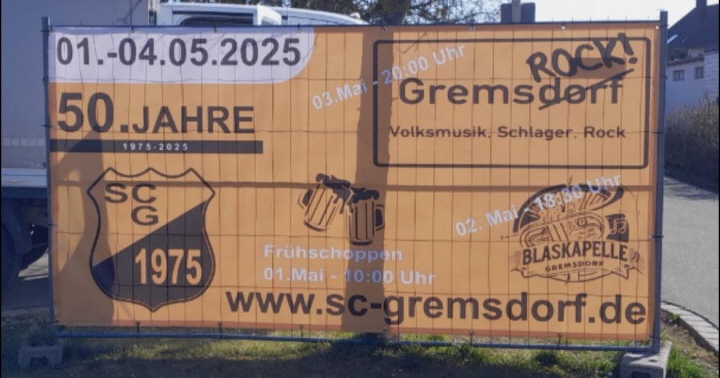 01.-04.05.2025
50.JAHRE
1975-2025
SC
G
1975
03.Mai - 20:00 Uhr
ROCK!
Gremsdorf
Volksmusik, Schlager, Rock
Frühschoppen
01.Mai - 10:00 Uhr
02. Mai - 18:30 Uhr
BLASKAPELLE
GREMSDORF
www.sc-gremsdorf.de